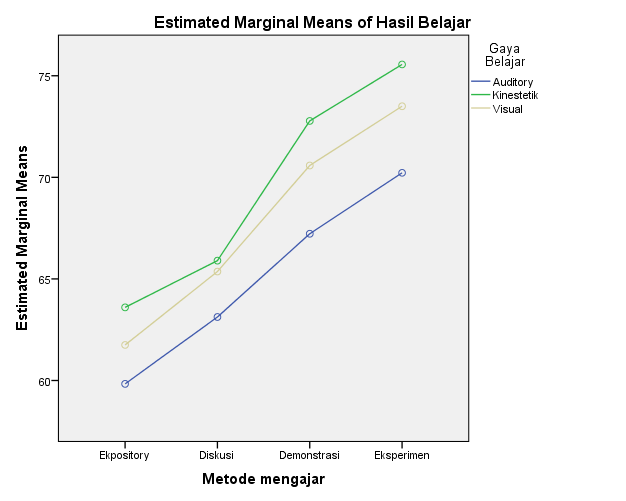 Estimated Marginal Means of Hasil Belajar
Gaya
Belajar
Auditory
Kinestetik
Visual
Estimated Marginal Means
75
70
65
60
Ekpository
Diskusi
Demonstrasi
Eksperimen
Metode mengajar